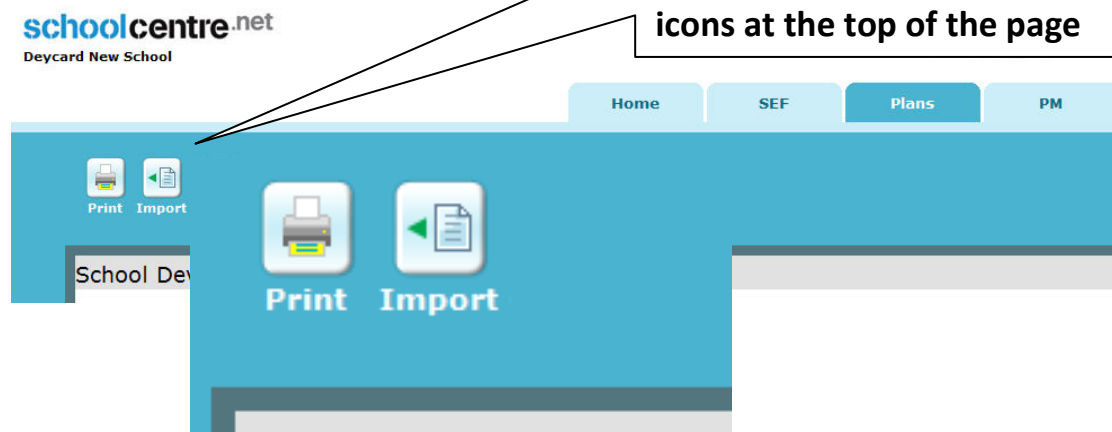 schoolcentre.net
Deycard New School
icons at the top of the page
Home SEF Plans PM
Print Import
School Dev
Print Import